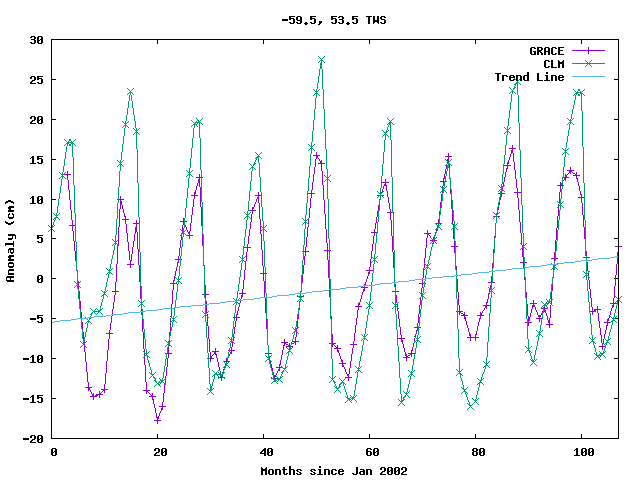 -59.5, 53.5 TWS
GRACE
CLM
Trend Line
Anomaly (cm)
30
25
20
15
10
5
0
-5
-10
-15
-20
0 20 40 60 80 100
Months since Jan 2002